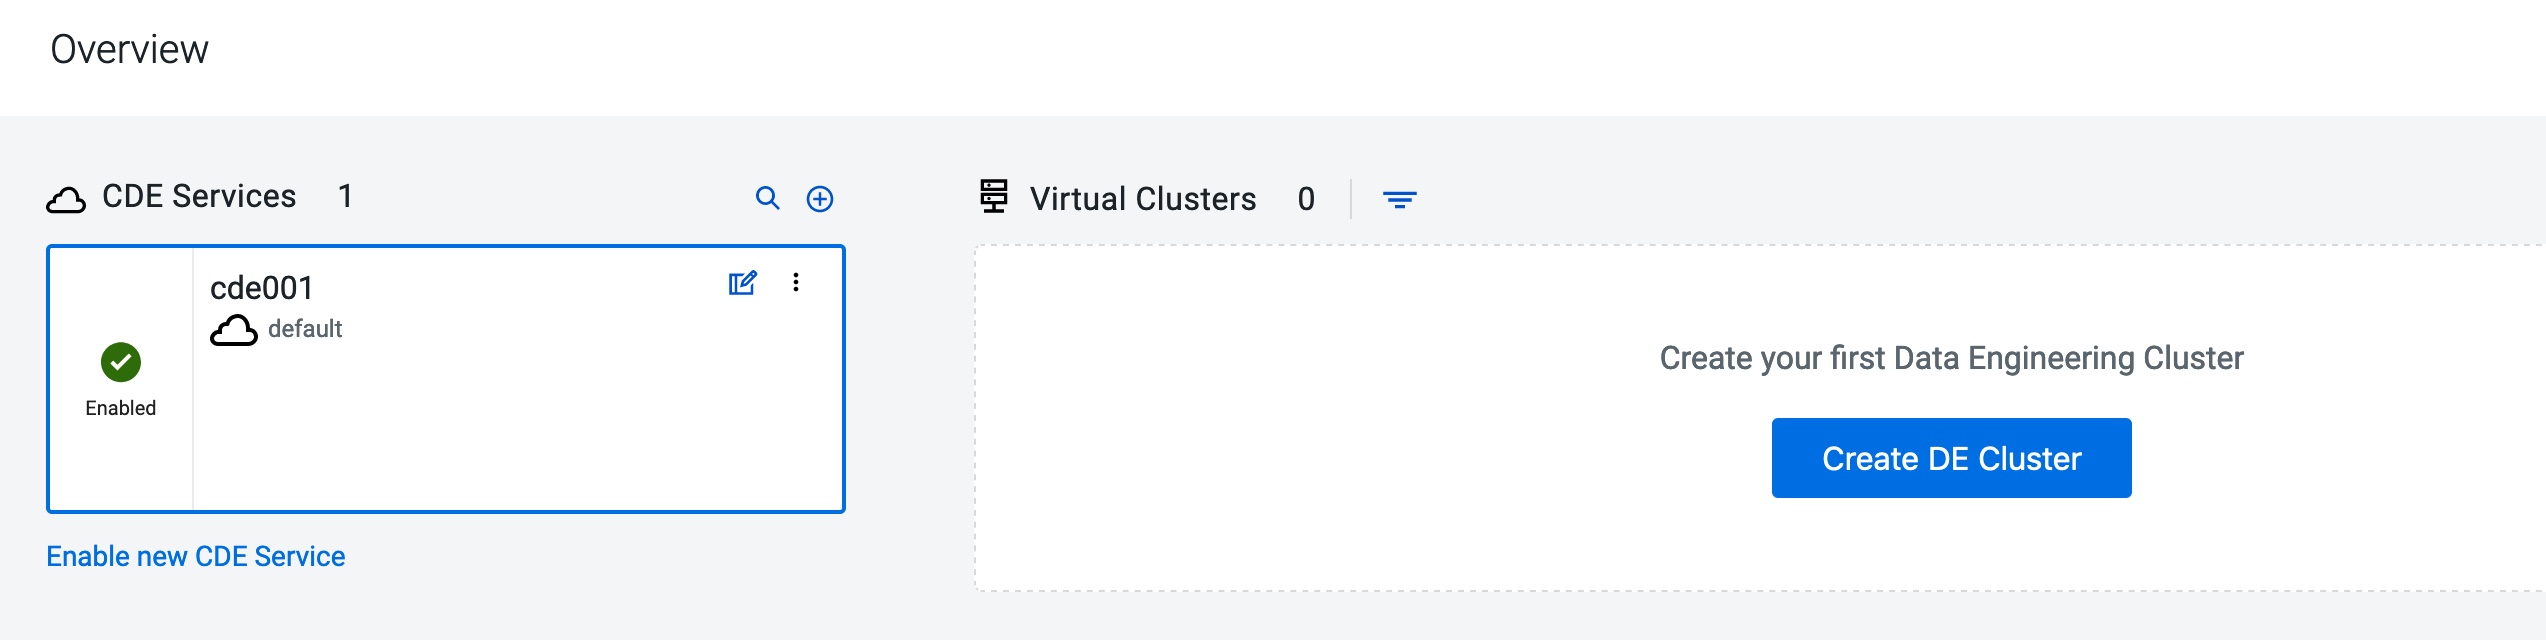 Overview
CDE Services 1
cde001
default
Enabled
Enable new CDE Service
Virtual Clusters 0
Create your first Data Engineering Cluster
Create DE Cluster